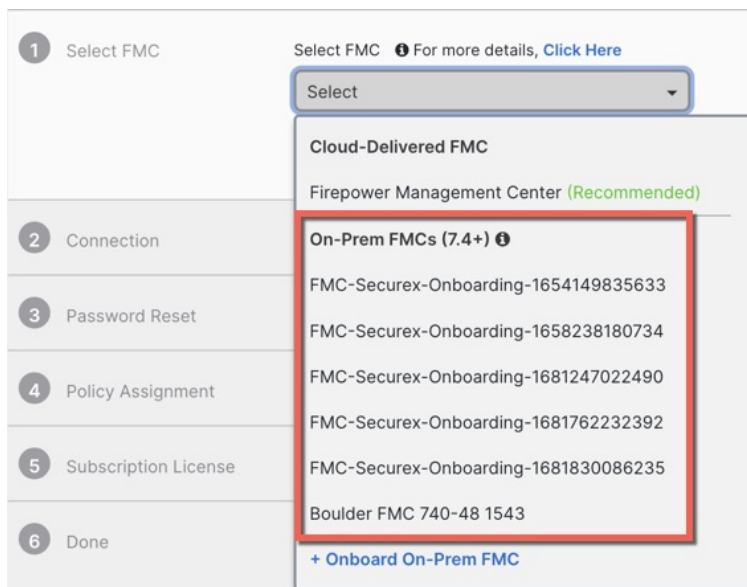 1 Select FMC
Select FMC For more details, Click Here
Select
Cloud-Delivered FMC
Firepower Management Center (Recommended)
2 Connection
On-Prem FMCs (7.4+)
FMC-Securex-Onboarding-1654149835633
3 Password Reset
FMC-Securex-Onboarding-1658238180734
FMC-Securex-Onboarding-1681247022490
4 Policy Assignment
FMC-Securex-Onboarding-1681762232392
5 Subscription License
FMC-Securex-Onboarding-1681830086235
Boulder FMC 740-48 1543
6 Done
+ Onboard On-Prem FMC